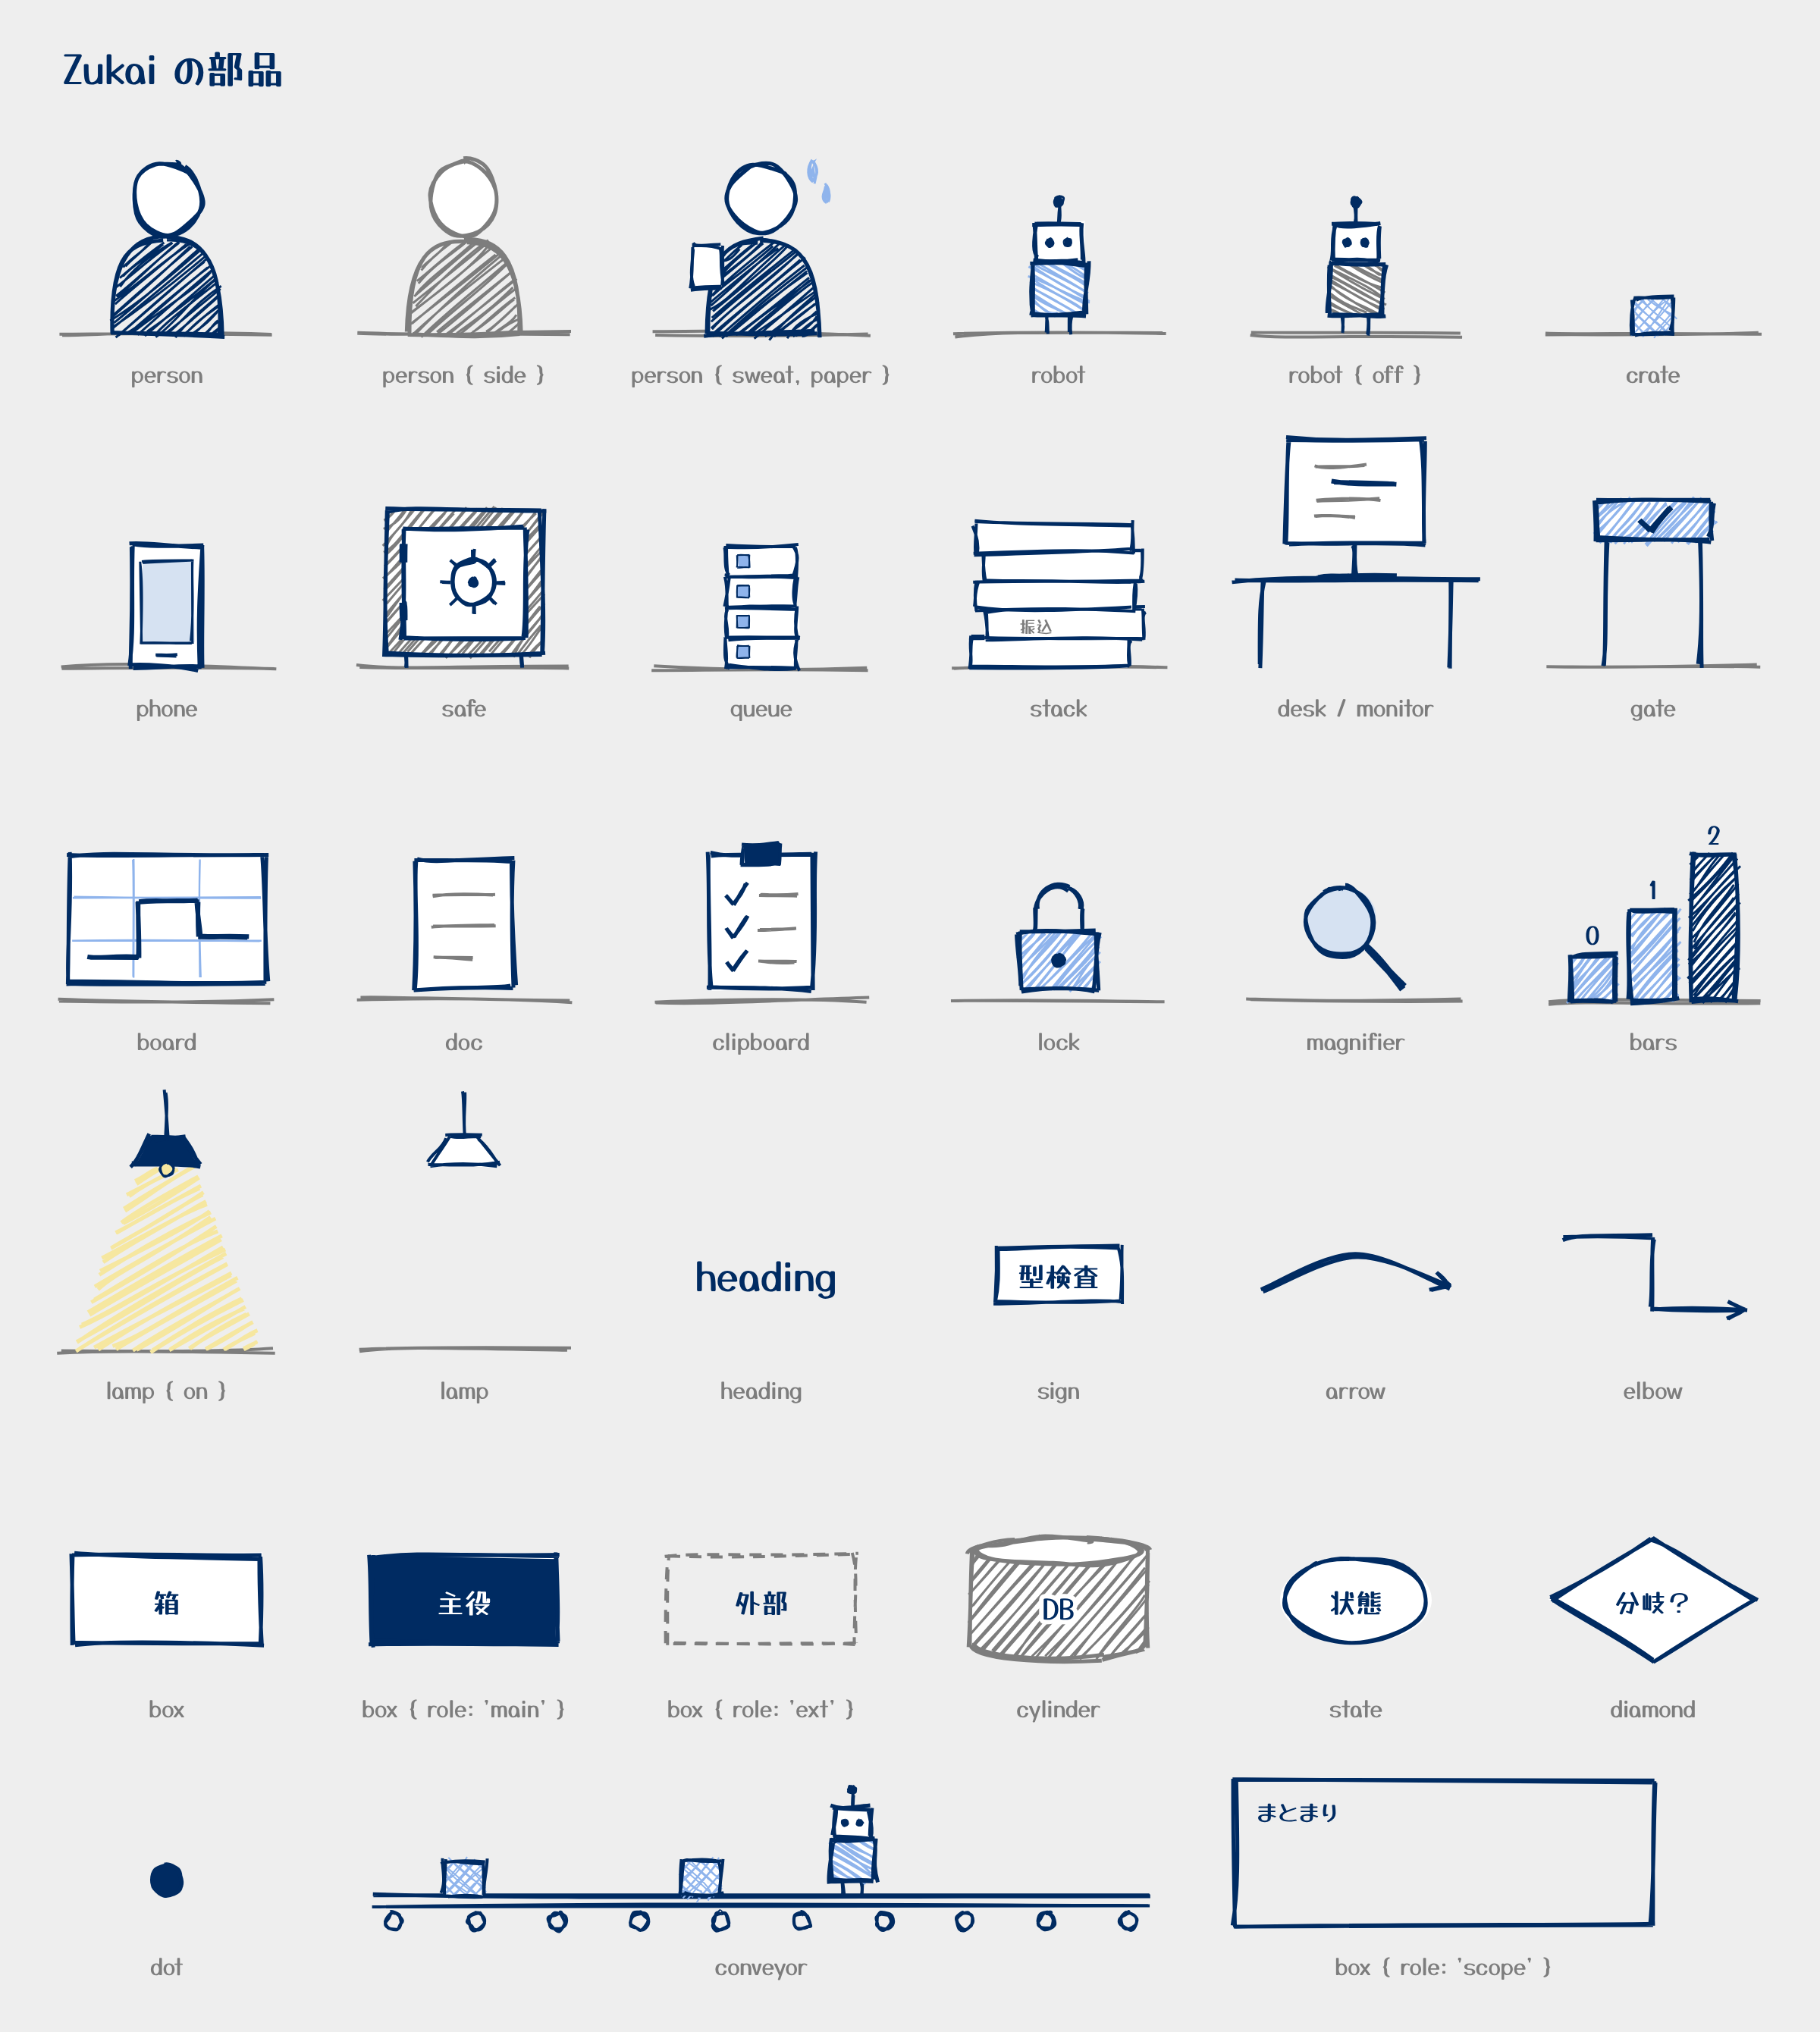 Zukai の部品
person
person { side }
person { sweat, paper }
robot
robot { off }
crate
振込
phone
safe
queue
stack
desk / monitor
gate
2
1
0
board
doc
clipboard
lock
magnifier
bars
heading
型検査
lamp { on }
lamp
heading
sign
arrow
elbow
箱
主役
外部
DB
状態
分岐？
box
box { role: 'main' }
box { role: 'ext' }
cylinder
state
diamond
まとまり
dot
conveyor
box { role: 'scope' }